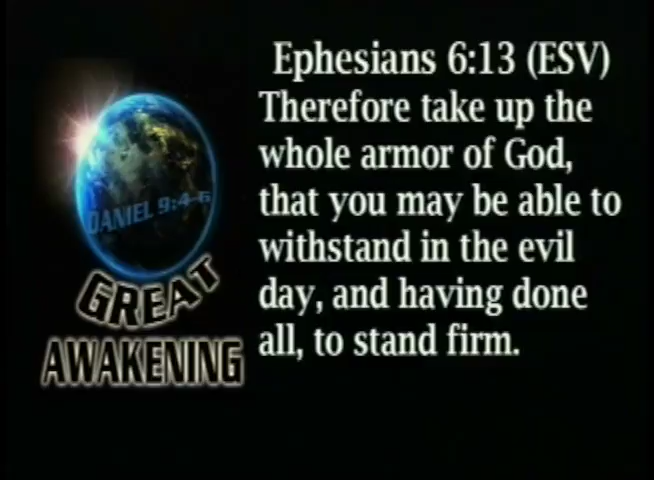 Ephesians 6:13 (ESV)
Therefore take up the
whole armor of God,
that you may be able to
withstand in the evil
day, and having done
all, to stand firm.
DANIEL 9:4-6
GREAT
AWAKENING